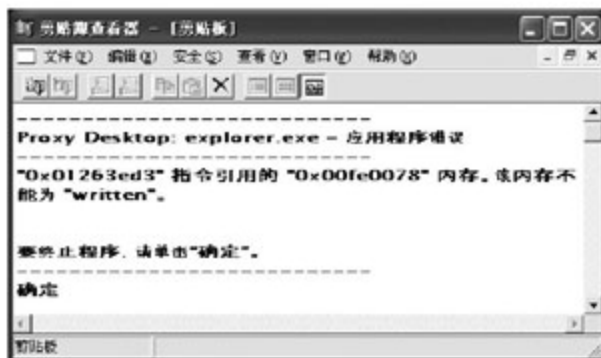 剪贴簿查看器 - [剪贴板]
文件(F) 编辑(E) 安全(S) 查看(V) 窗口(W) 帮助(H)
---------------------------
Proxy Desktop: explorer.exe - 应用程序错误
---------------------------
"0x01263ed3" 指令引用的 "0x00fe0078" 内存。该内存不
能为 "written"。
要终止程序, 请单击"确定"。
---------------------------
确定
剪贴板